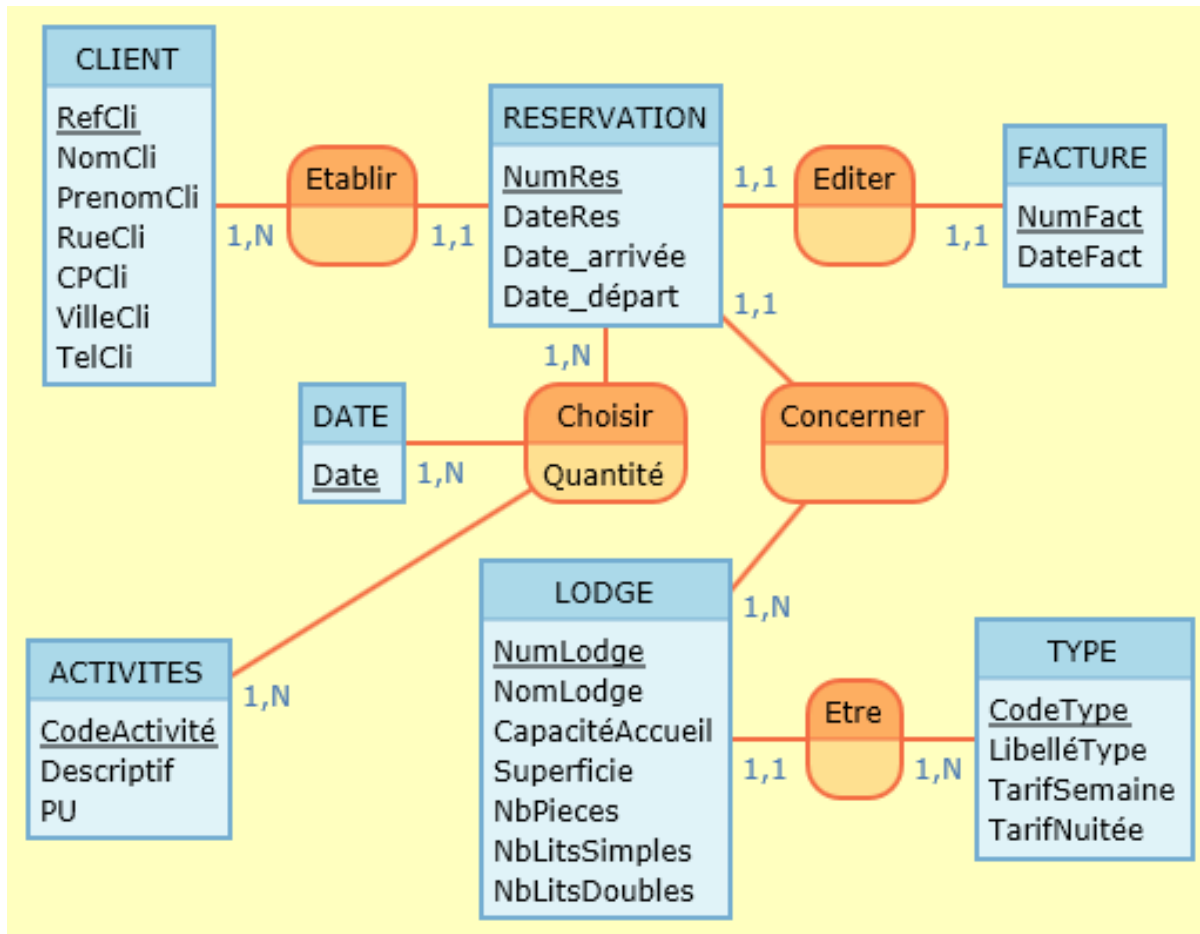 CLIENT
RefCli
NomCli
PrenomCli
RueCli
CPCli
VilleCli
TelCli
1,N
Etablir
1,1
RESERVATION
NumRes
DateRes
Date_arrivée
Date_départ
1,1
Editer
1,1
FACTURE
NumFact
DateFact
1,N
1,1
DATE
Date
1,N
Choisir
Quantité
Concerner
ACTIVITES
CodeActivité
Descriptif
PU
1,N
LODGE
NumLodge
NomLodge
CapacitéAccueil
Superficie
NbPieces
NbLitsSimples
NbLitsDoubles
1,N
1,1
Etre
1,N
TYPE
CodeType
LibelléType
TarifSemaine
TarifNuitée